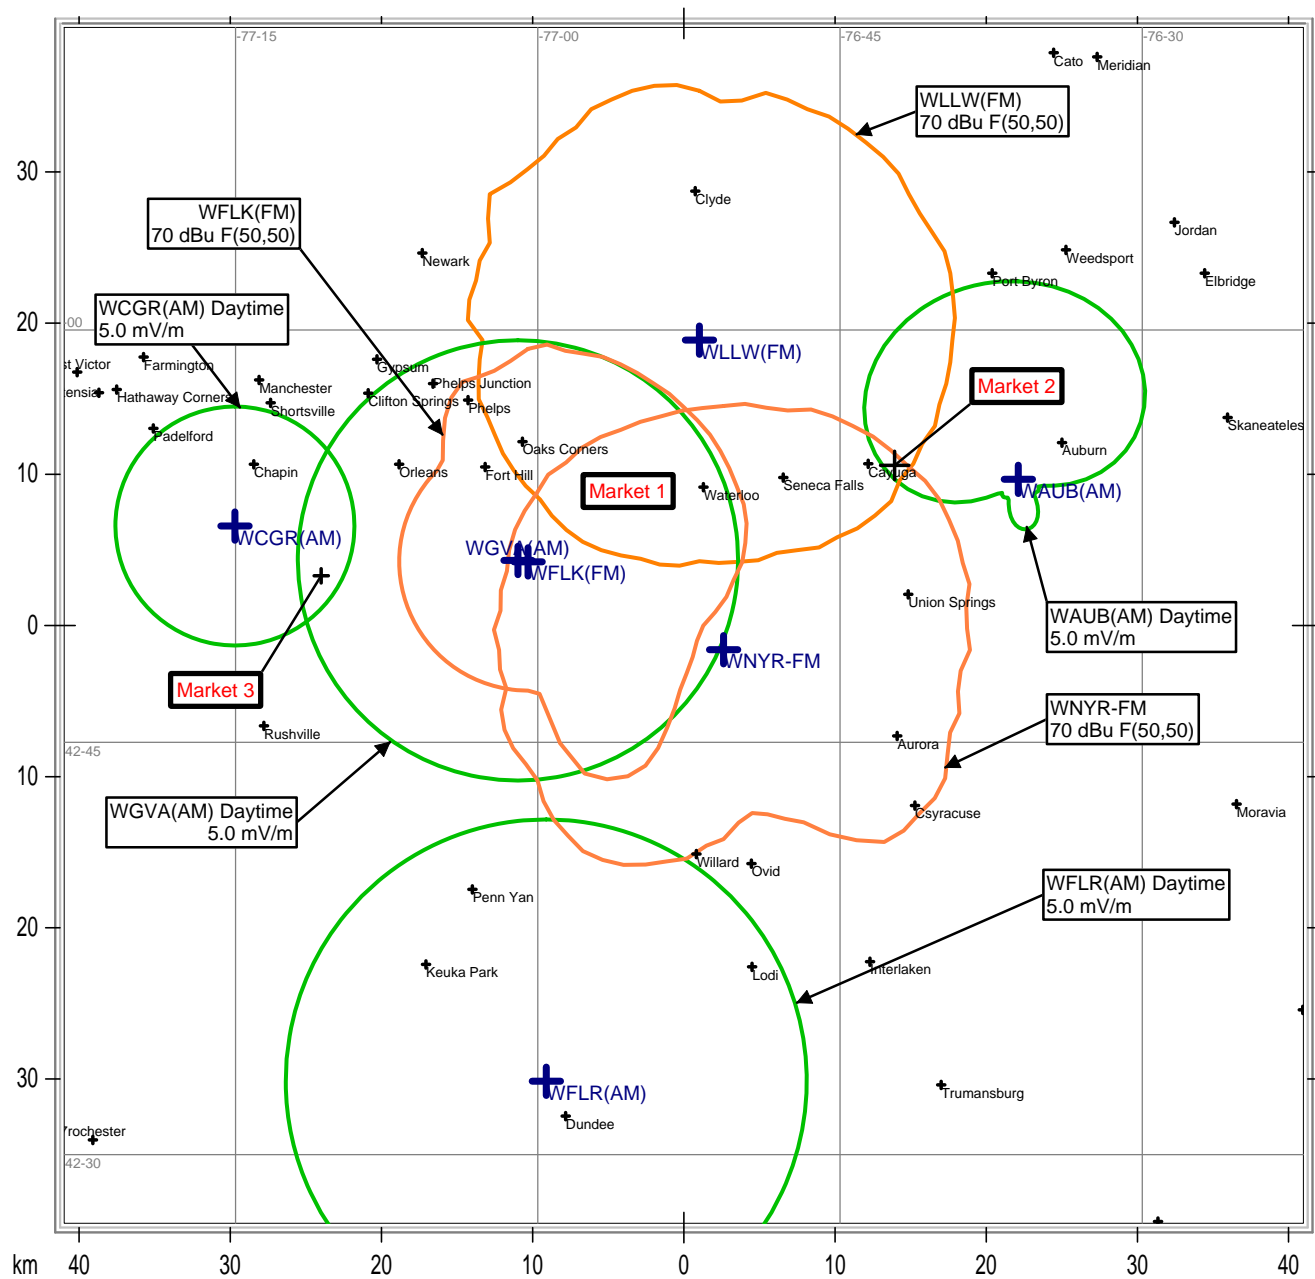 -77-15
-77-00
-76-45
-76-30
Cato
Meridian
WLLW(FM)
70 dBu F(50,50)
30
Clyde
WFLK(FM)
70 dBu F(50,50)
Jordan
Newark
Weedsport
Port Byron
Elbridge
WCGR(AM) Daytime
5.0 mV/m
20
-00
WLLW(FM)
st Victor
Farmington
Gypsum
Manchester
Phelps Junction
Market 2
Hathaway Corners
Shortsville
Clifton Springs
Phelps
Skaneateles
Padelford
Oaks Corners
Auburn
10
Chapin
Orleans
Fort Hill
Cayuga
Seneca Falls
Market 1
Waterloo
WAUB(AM)
WCGR(AM)
WGVA(AM)
WFLK(FM)
Union Springs
WAUB(AM) Daytime
5.0 mV/m
0
WNYR-FM
Market 3
Rushville
WNYR-FM
70 dBu F(50,50)
Aurora
42-45
10
WGVA(AM) Daytime
5.0 mV/m
Csyracuse
Moravia
Willard
Ovid
WFLR(AM) Daytime
5.0 mV/m
Penn Yan
20
Keuka Park
Lodi
Interlaken
30
WFLR(AM)
Trumansburg
Dundee
rochester
42-30
km
40
30
20
10
0
10
20
30
40